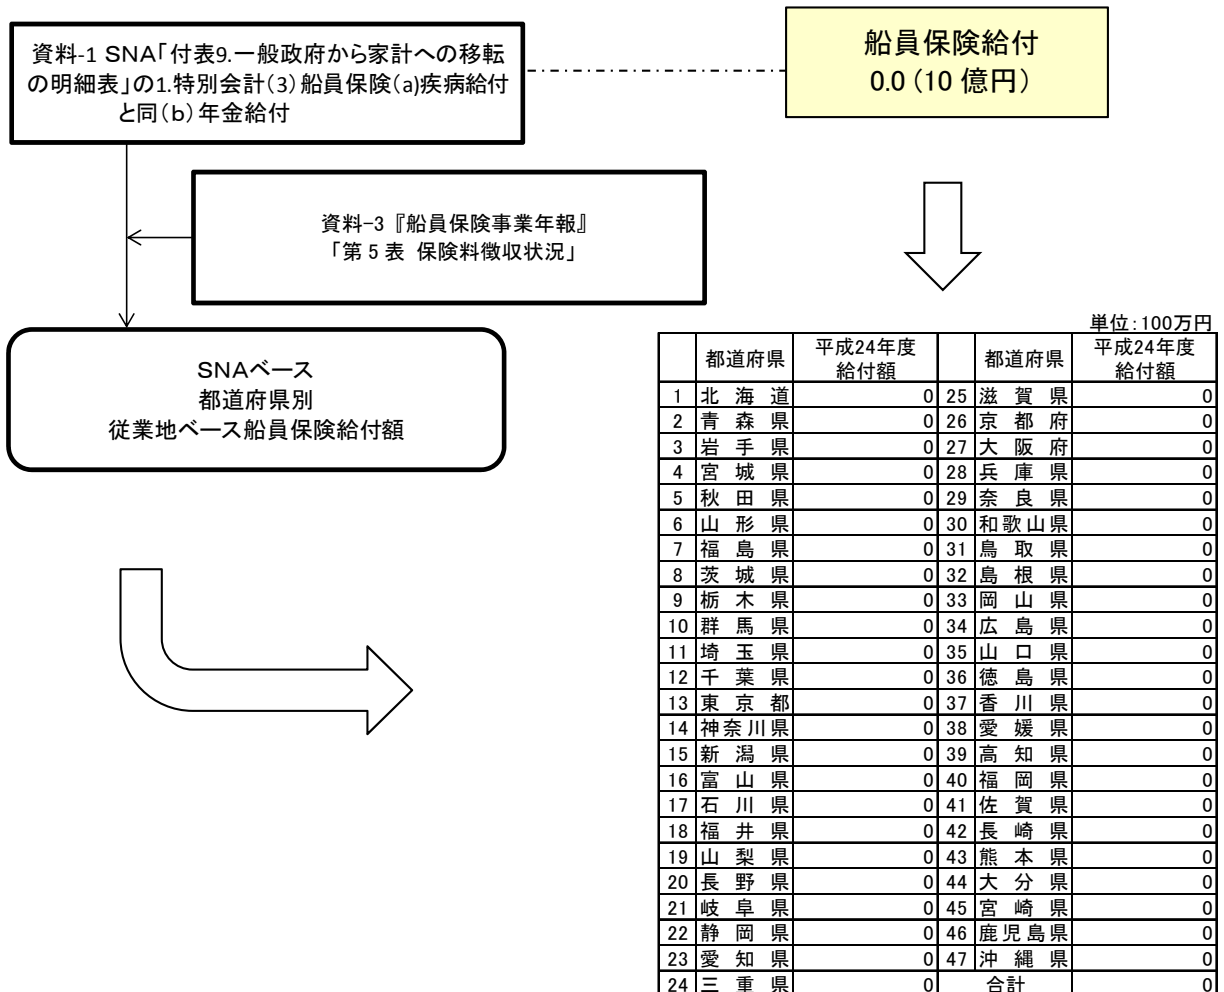 資料-1 SNA「付表9.一般政府から家計への移転
の明細表」の1.特別会計(3)船員保険(a)疾病給付
と同(b)年金給付
船員保険給付
0.0(10 億円)
資料-3『船員保険事業年報』
「第 5 表 保険料徴収状況」
SNAベース
都道府県別
従業地ベース船員保険給付額
単位:100万円
都道府県 平成24年度 給付額 都道府県 平成24年度 給付額
1 北海道 0 25 滋賀県 0
2 青森県 0 26 京都府 0
3 岩手県 0 27 大阪府 0
4 宮城県 0 28 兵庫県 0
5 秋田県 0 29 奈良県 0
6 山形県 0 30 和歌山県 0
7 福島県 0 31 鳥取県 0
8 茨城県 0 32 島根県 0
9 栃木県 0 33 岡山県 0
10 群馬県 0 34 広島県 0
11 埼玉県 0 35 山口県 0
12 千葉県 0 36 徳島県 0
13 東京都 0 37 香川県 0
14 神奈川県 0 38 愛媛県 0
15 新潟県 0 39 高知県 0
16 富山県 0 40 福岡県 0
17 石川県 0 41 佐賀県 0
18 福井県 0 42 長崎県 0
19 山梨県 0 43 熊本県 0
20 長野県 0 44 大分県 0
21 岐阜県 0 45 宮崎県 0
22 静岡県 0 46 鹿児島県 0
23 愛知県 0 47 沖縄県 0
24 三重県 0 合計 0